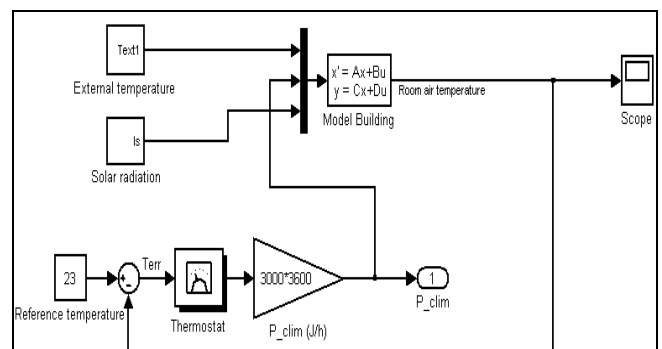 Text1
External temperature
Is
Solar radiation
x' = Ax+Bu
y = Cx+Du
Model Building
Room air temperature
Scope
23
Reference temperature
+
-
Terr
Thermostat
3000*3600
P_clim (J/h)
1
P_clim